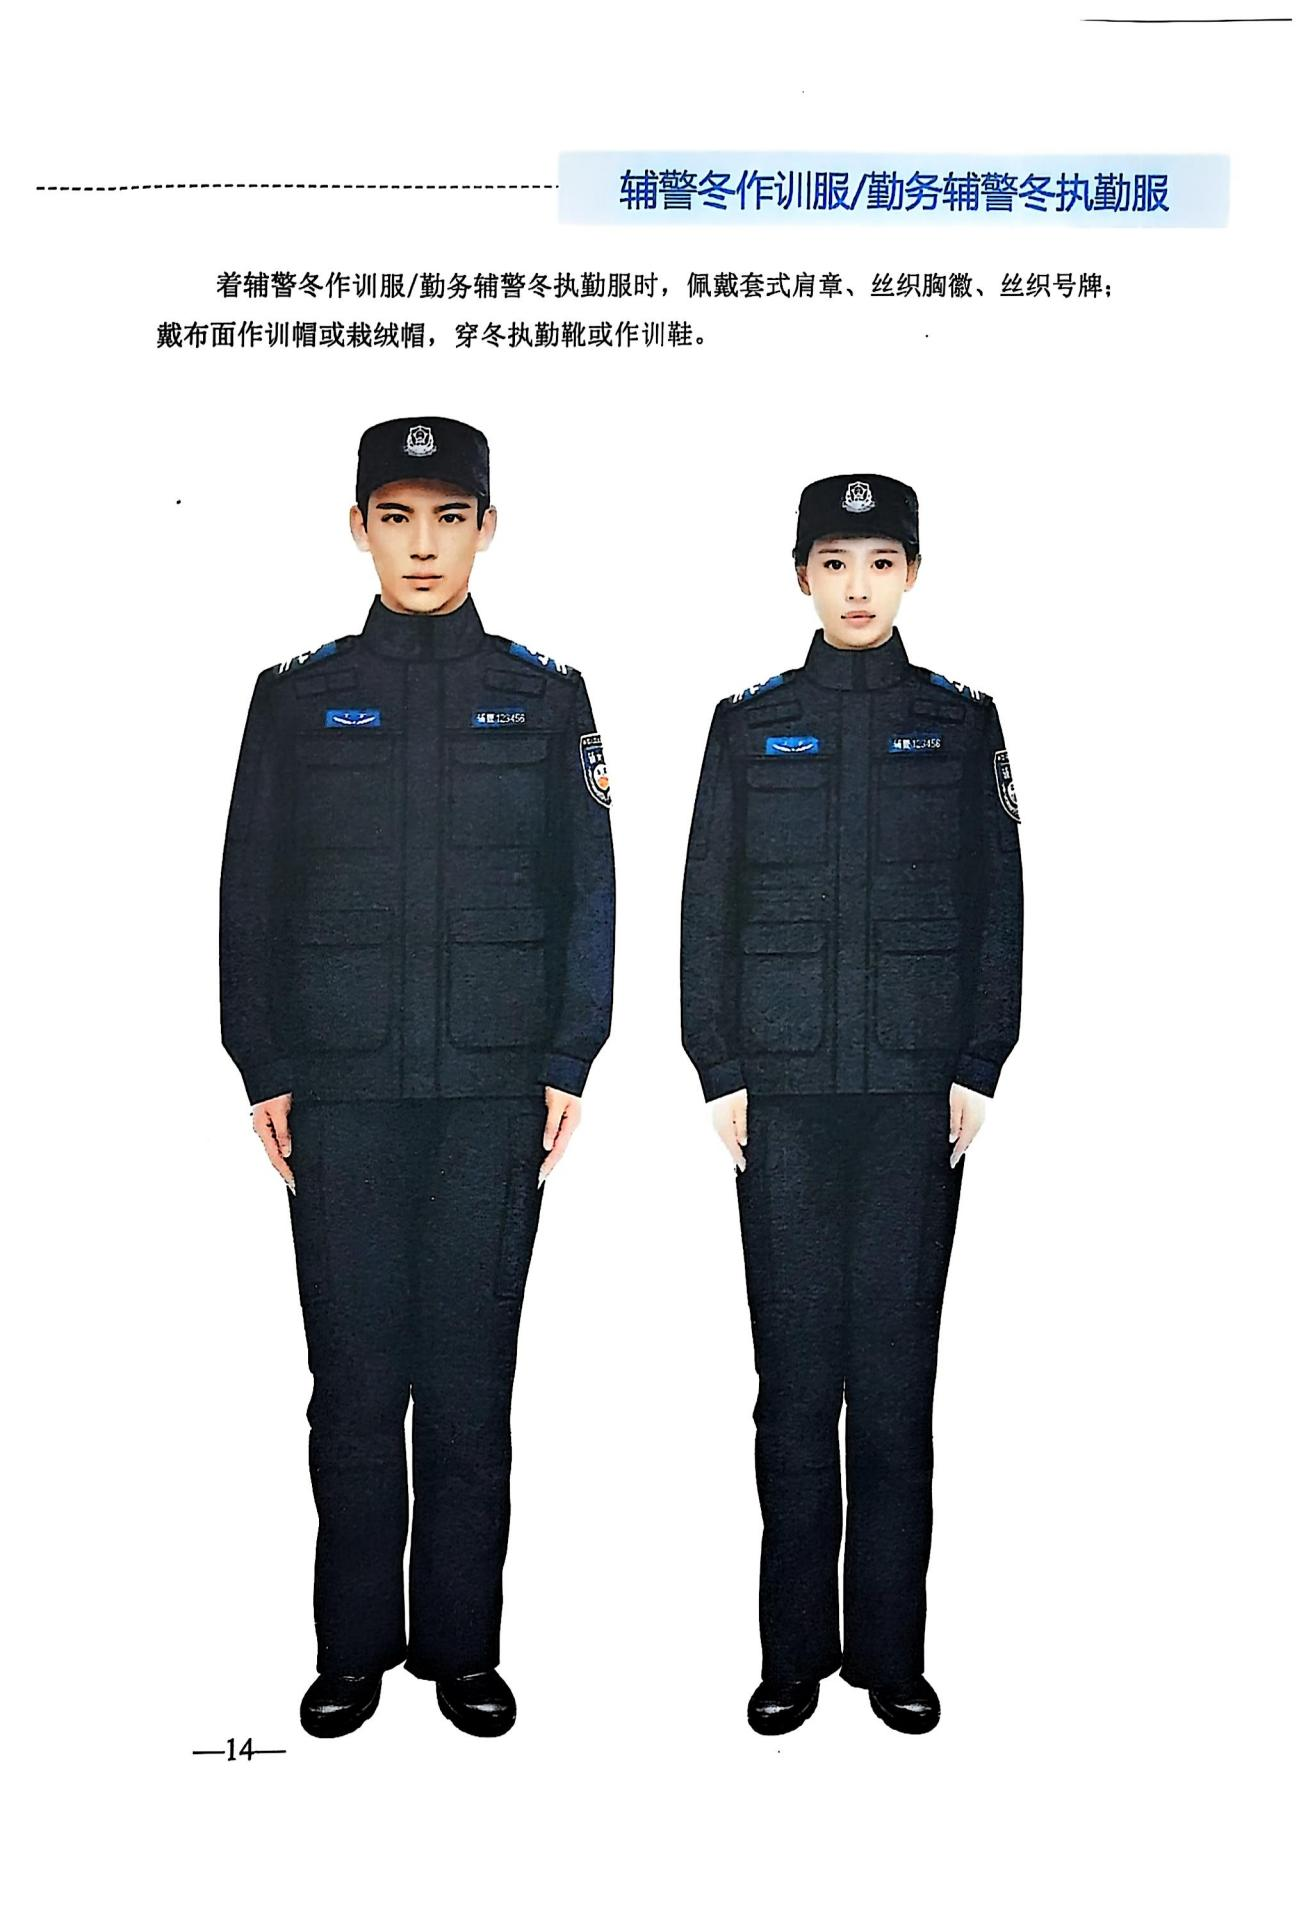 辅警冬作训服/勤务辅警冬执勤服
着辅警冬作训服/勤务辅警冬执勤服时，佩戴套式肩章、丝织胸徽、丝织号牌；
戴布面作训帽或栽绒帽，穿冬执勤靴或作训鞋。
辅警123456
辅警123456
—14—